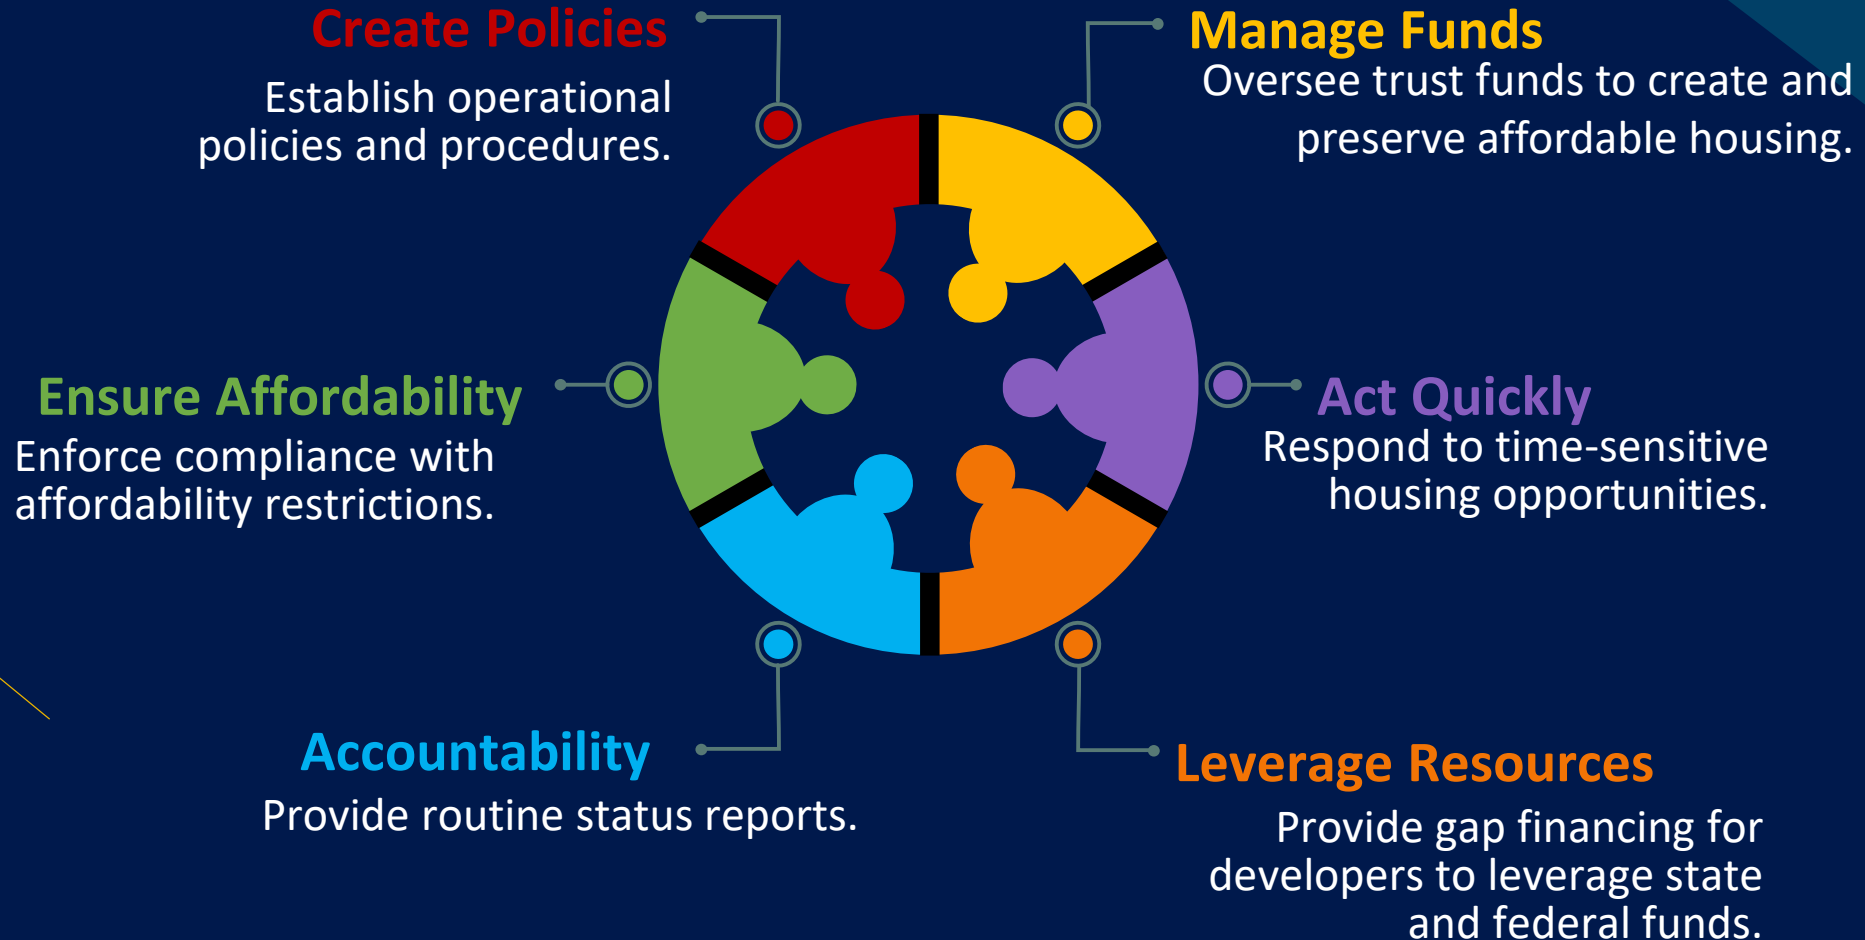 Create Policies
Establish operational
policies and procedures.
Manage Funds
Oversee trust funds to create and
preserve affordable housing.
Ensure Affordability
Enforce compliance with
affordability restrictions.
Act Quickly
Respond to time-sensitive
housing opportunities.
Accountability
Provide routine status reports.
Leverage Resources
Provide gap financing for
developers to leverage state
and federal funds.